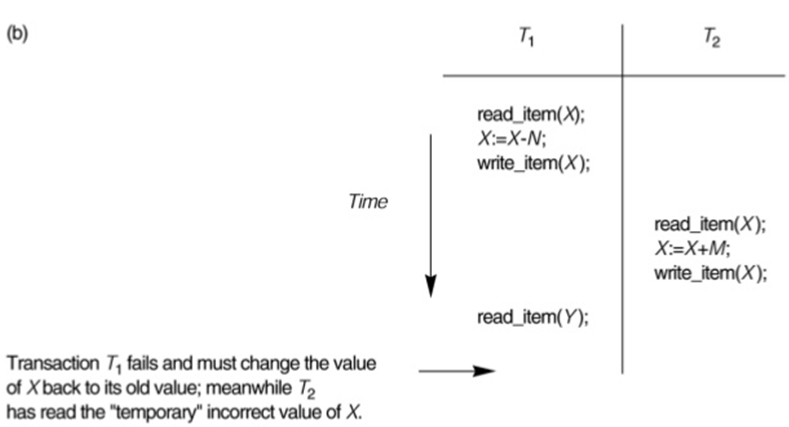 (b)
T1 T2
read_item(X);
X:=X-N;
write_item(X);
Time
read_item(X);
X:=X+M;
write_item(X);
read_item(Y);
Transaction T1 fails and must change the value
of X back to its old value; meanwhile T2
has read the "temporary" incorrect value of X.